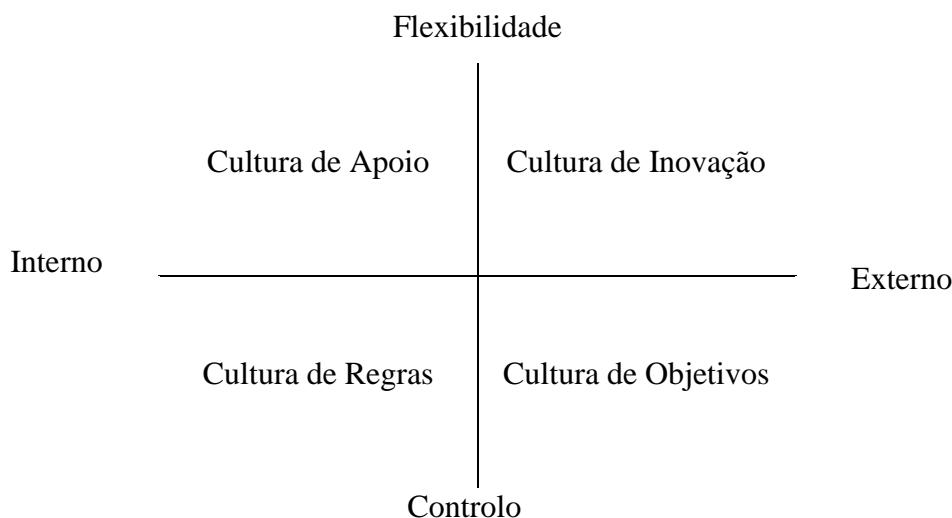 Flexibilidade
Cultura de Apoio
Cultura de Inovação
Interno
Externo
Cultura de Regras
Cultura de Objetivos
Controlo